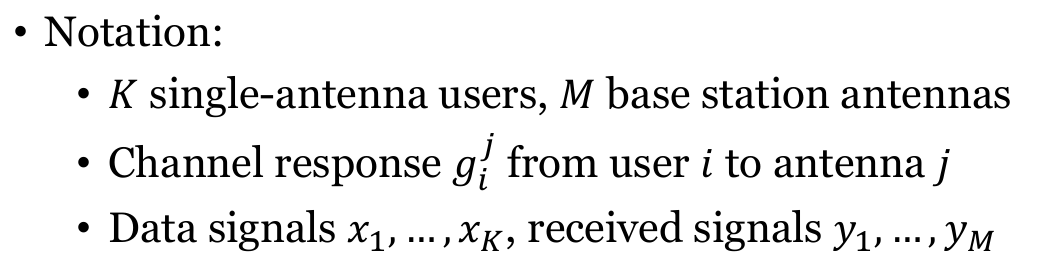 • Notation:
• K single-antenna users, M base station antennas
• Channel response g_i^j from user i to antenna j
• Data signals x_1, …, x_K, received signals y_1, …, y_M